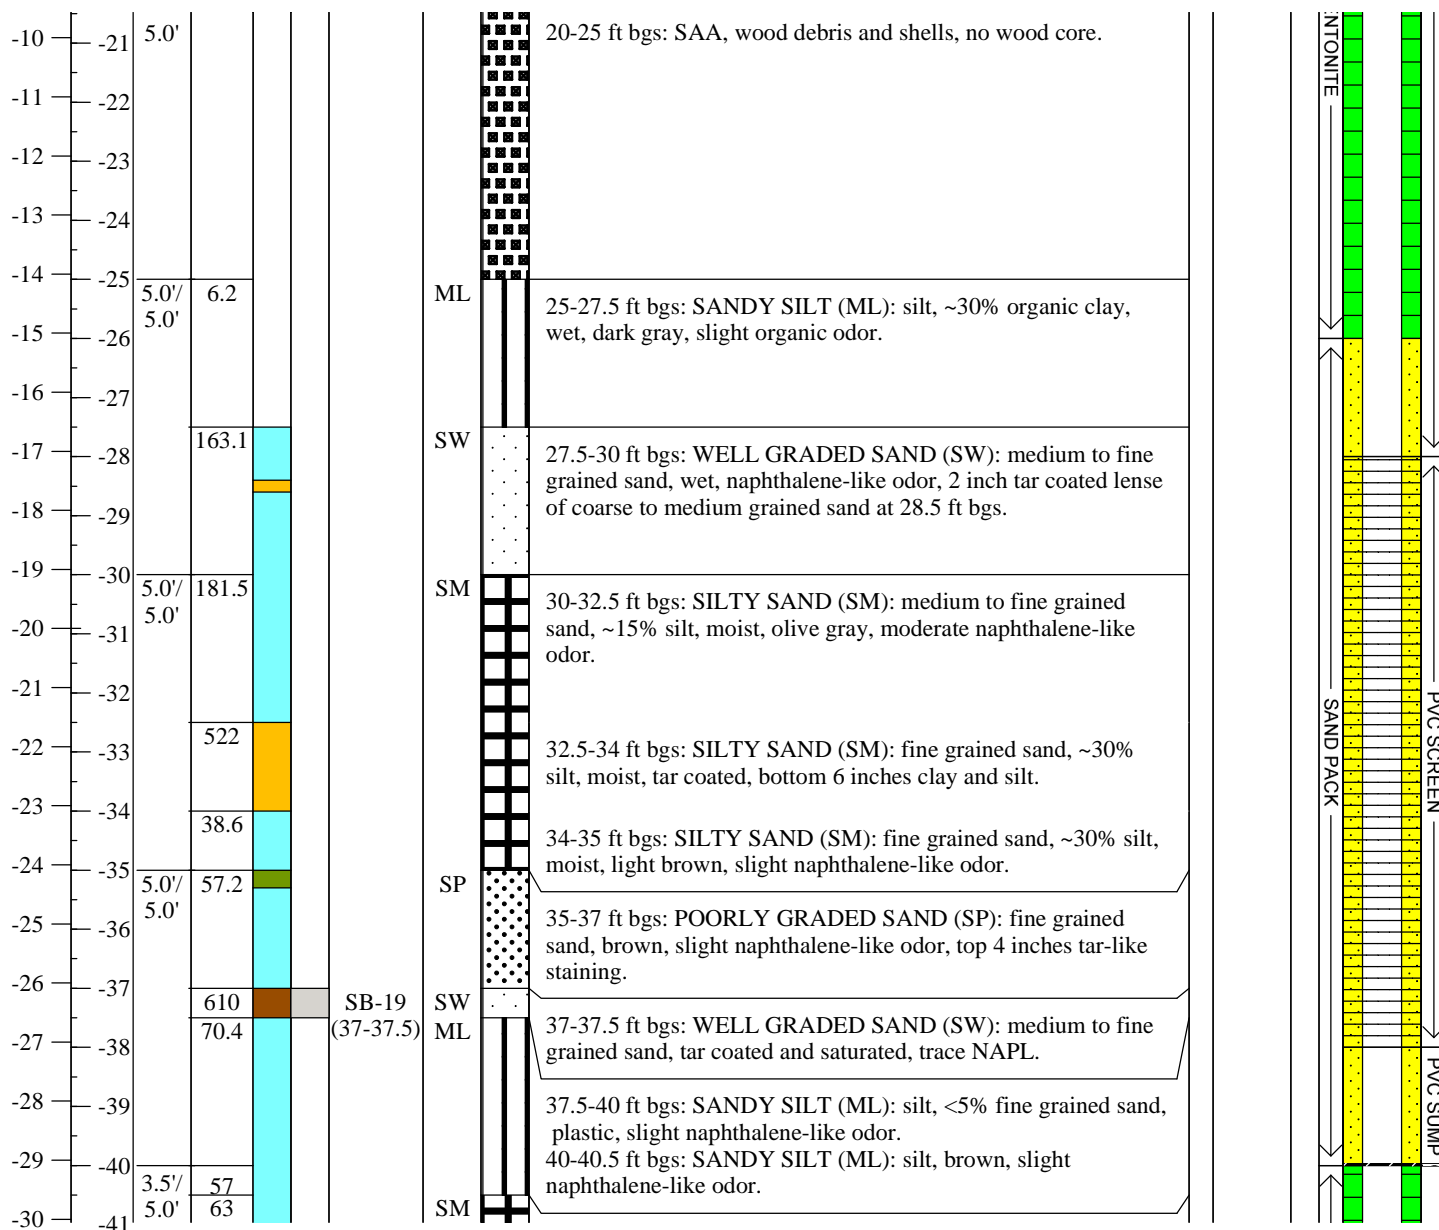 -10
-11
-12
-13
-14
-15
-16
-17
-18
-19
-20
-21
-22
-23
-24
-25
-26
-27
-28
-29
-30
-21
-22
-23
-24
-25
-26
-27
-28
-29
-30
-31
-32
-33
-34
-35
-36
-37
-38
-39
-40
-41
5.0'
5.0'/
5.0'
5.0'/
5.0'
5.0'/
5.0'
3.5'/
5.0'
6.2
163.1
181.5
522
38.6
57.2
610
70.4
57
63
SB-19
(37-37.5)
ML
SW
SM
SP
SW
ML
SM
20-25 ft bgs: SAA, wood debris and shells, no wood core.
25-27.5 ft bgs: SANDY SILT (ML): silt, ~30% organic clay,
wet, dark gray, slight organic odor.
27.5-30 ft bgs: WELL GRADED SAND (SW): medium to fine
grained sand, wet, naphthalene-like odor, 2 inch tar coated lense
of coarse to medium grained sand at 28.5 ft bgs.
30-32.5 ft bgs: SILTY SAND (SM): medium to fine grained
sand, ~15% silt, moist, olive gray, moderate naphthalene-like
odor.
32.5-34 ft bgs: SILTY SAND (SM): fine grained sand, ~30%
silt, moist, tar coated, bottom 6 inches clay and silt.
34-35 ft bgs: SILTY SAND (SM): fine grained sand, ~30% silt,
moist, light brown, slight naphthalene-like odor.
35-37 ft bgs: POORLY GRADED SAND (SP): fine grained
sand, brown, slight naphthalene-like odor, top 4 inches tar-like
staining.
37-37.5 ft bgs: WELL GRADED SAND (SW): medium to fine
grained sand, tar coated and saturated, trace NAPL.
37.5-40 ft bgs: SANDY SILT (ML): silt, <5% fine grained sand,
plastic, slight naphthalene-like odor.
40-40.5 ft bgs: SANDY SILT (ML): silt, brown, slight
naphthalene-like odor.
ENTONITE
SAND PACK
PVC SCREEN
PVC SUMP